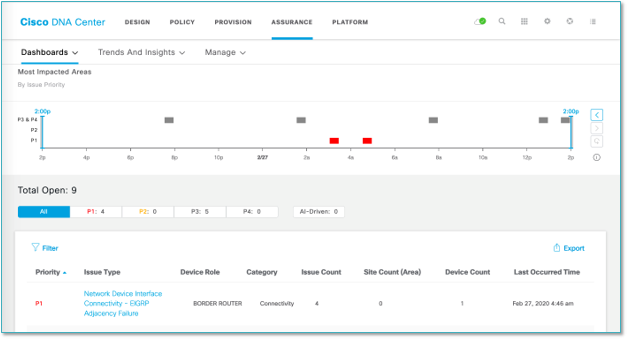 Cisco DNA Center DESIGN POLICY PROVISION ASSURANCE PLATFORM
Dashboards Trends And Insights Manage
Most Impacted Areas
By Issue Priority
2:00p 2:00p
P3 & P4
P2
P1
2p 4p 6p 8p 10p 2/27 2a 4a 6a 8a 10a 12p 2p
Total Open: 9
All P1: 4 P2: 0 P3: 5 P4: 0 AI-Driven: 0
Filter Export
Priority Issue Type Device Role Category Issue Count Site Count (Area) Device Count Last Occurred Time
Network Device Interface
P1 Connectivity - EIGRP BORDER ROUTER Connectivity 4 0 1 Feb 27, 2020 4:46 am
Adjacency Failure